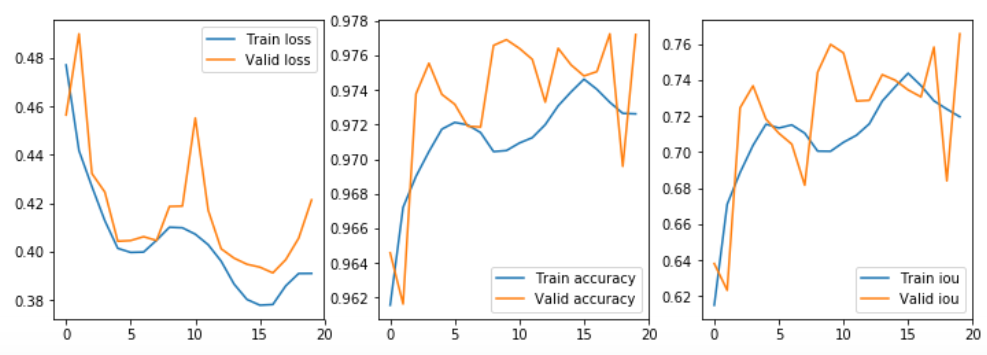 Train loss
Valid loss
0.48
0.46
0.44
0.42
0.40
0.38
0 5 10 15 20
0.978
0.976
0.974
0.972
0.970
0.968
0.966
0.964
0.962
Train accuracy
Valid accuracy
0 5 10 15 20
0.76
0.74
0.72
0.70
0.68
0.66
0.64
0.62
Train iou
Valid iou
0 5 10 15 20